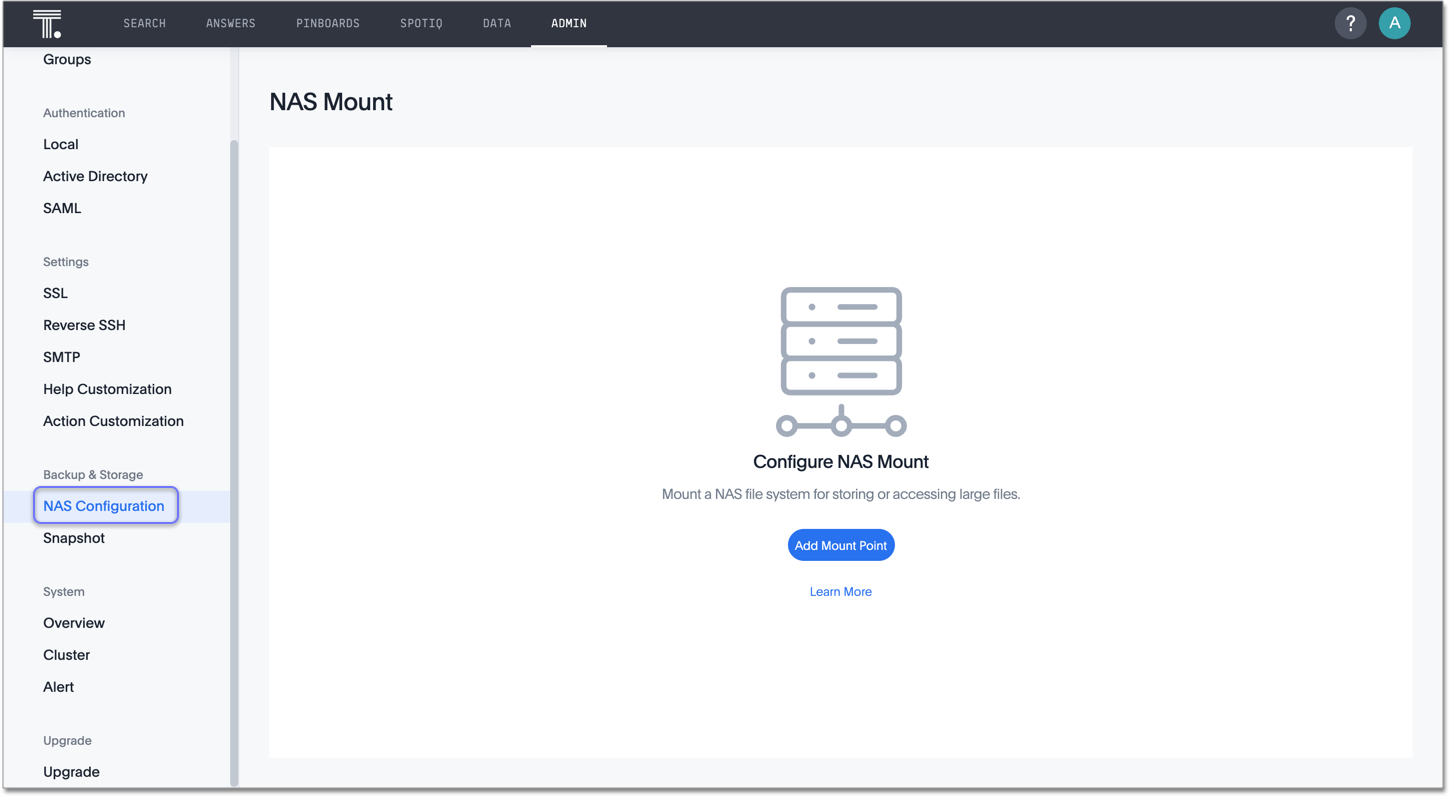 SEARCH ANSWERS PINBOARDS SPOTIQ DATA ADMIN ? A
Groups
Authentication
Local
Active Directory
SAML
Settings
SSL
Reverse SSH
SMTP
Help Customization
Action Customization
Backup & Storage
NAS Configuration
Snapshot
System
Overview
Cluster
Alert
Upgrade
Upgrade
NAS Mount
Configure NAS Mount
Mount a NAS file system for storing or accessing large files.
Add Mount Point
Learn More